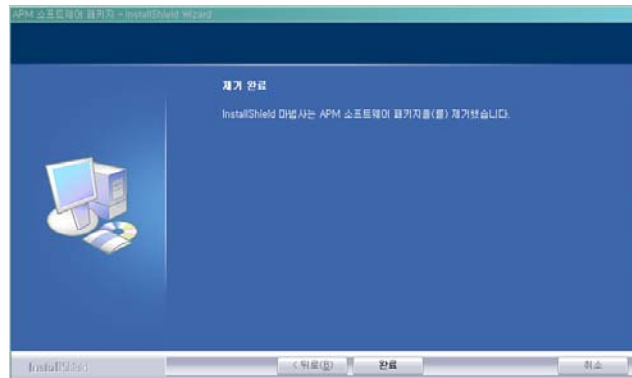 APM 소프트웨어 패키지 - InstallShield Wizard
제거 완료
InstallShield 마법사는 APM 소프트웨어 패키지를(를) 제거했습니다.
InstallShield
< 뒤로(B)
완료
취소